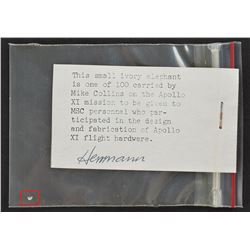 This small ivory elephant
is one of 100 carried by
Mike Collins on the Apollo
XI mission to be given to
MSC personnel who par-
ticipated in the design
and fabrication of Apollo
XI flight hardware.
Hermann